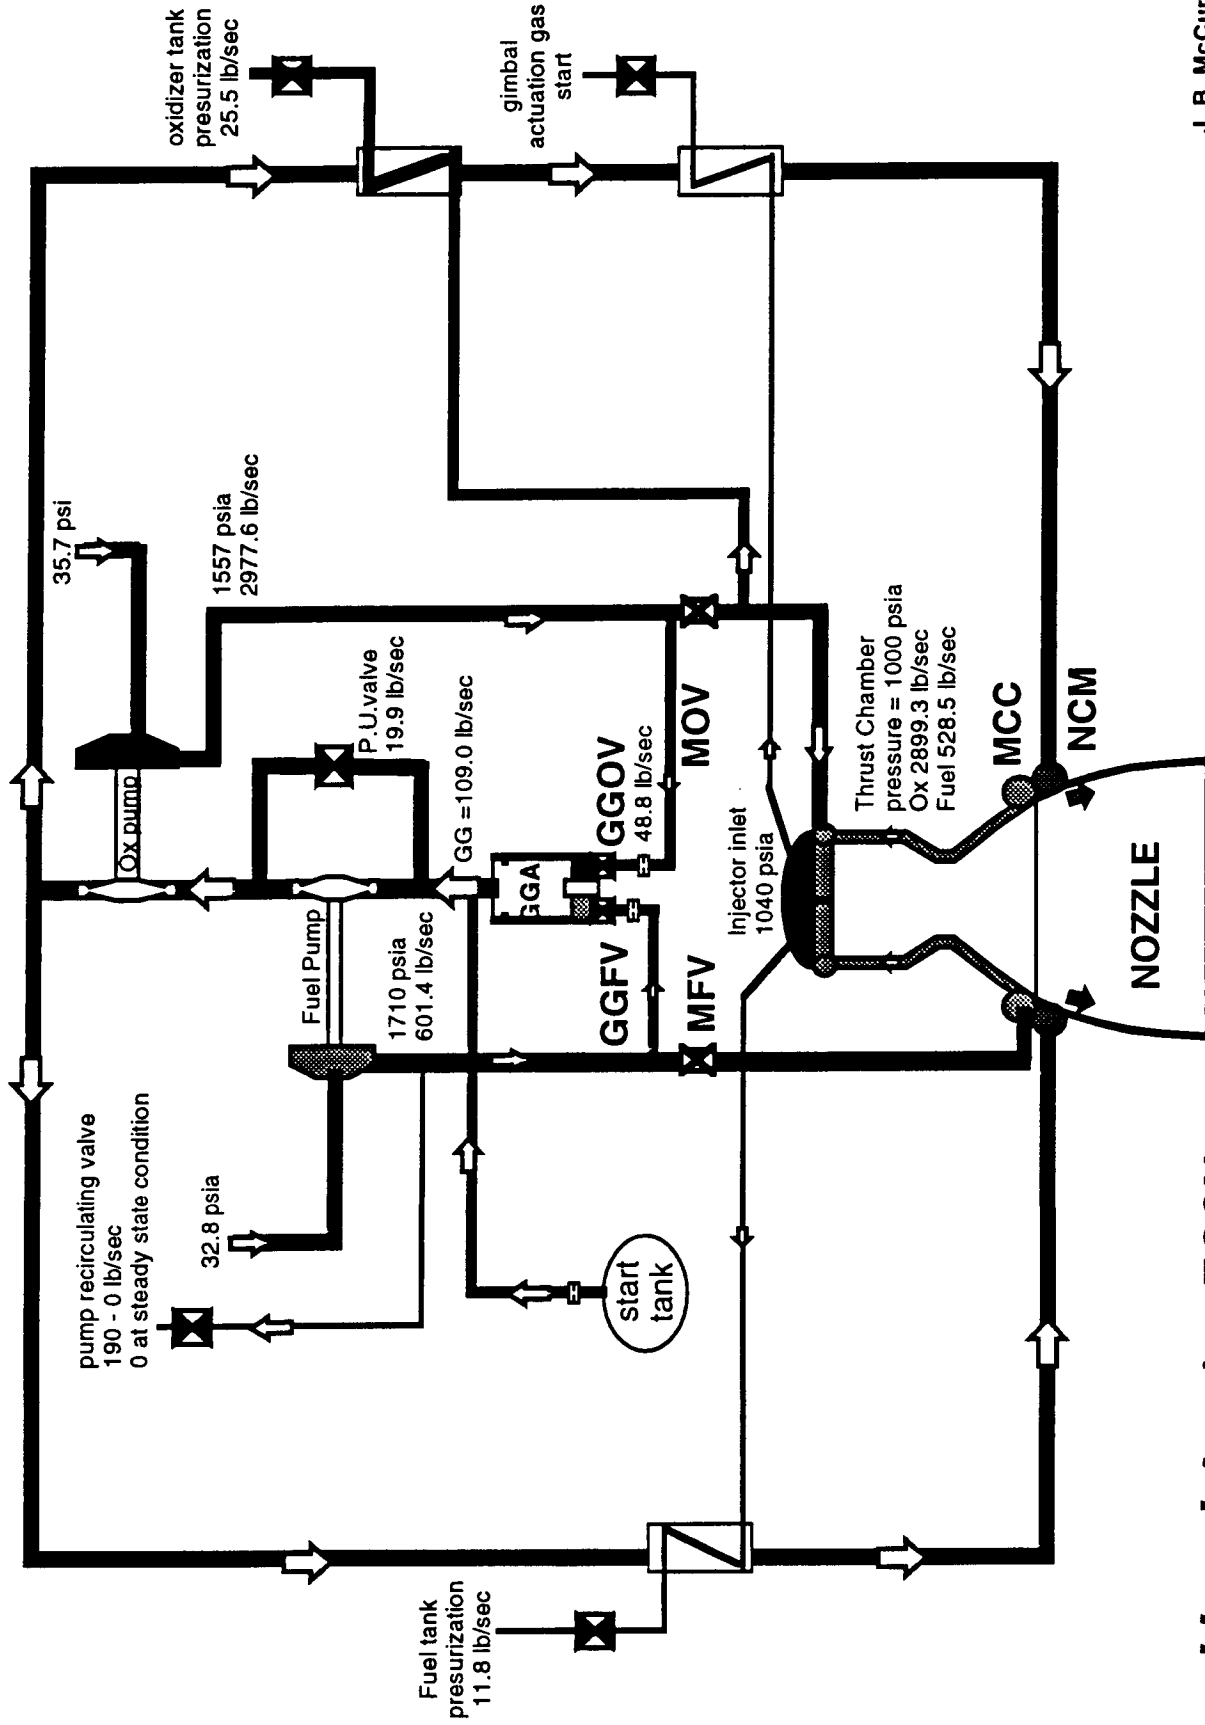 oxidizer tank
presurization
25.5 lb/sec
gimbal
actuation gas
start
35.7 psi
1557 psia
2977.6 lb/sec
Ox pump
P.U.valve
19.9 lb/sec
GG =109.0 lb/sec
GGOV
48.8 lb/sec
MOV
GGA
Fuel Pump
1710 psia
601.4 lb/sec
GGFV
MFV
Injector inlet
1040 psia
Thrust Chamber
pressure = 1000 psia
Ox 2899.3 lb/sec
Fuel 528.5 lb/sec
MCC
NCM
NOZZLE
pump recirculating valve
190 - 0 lb/sec
0 at steady state condition
32.8 psia
start
tank
Fuel tank
presurization
11.8 lb/sec